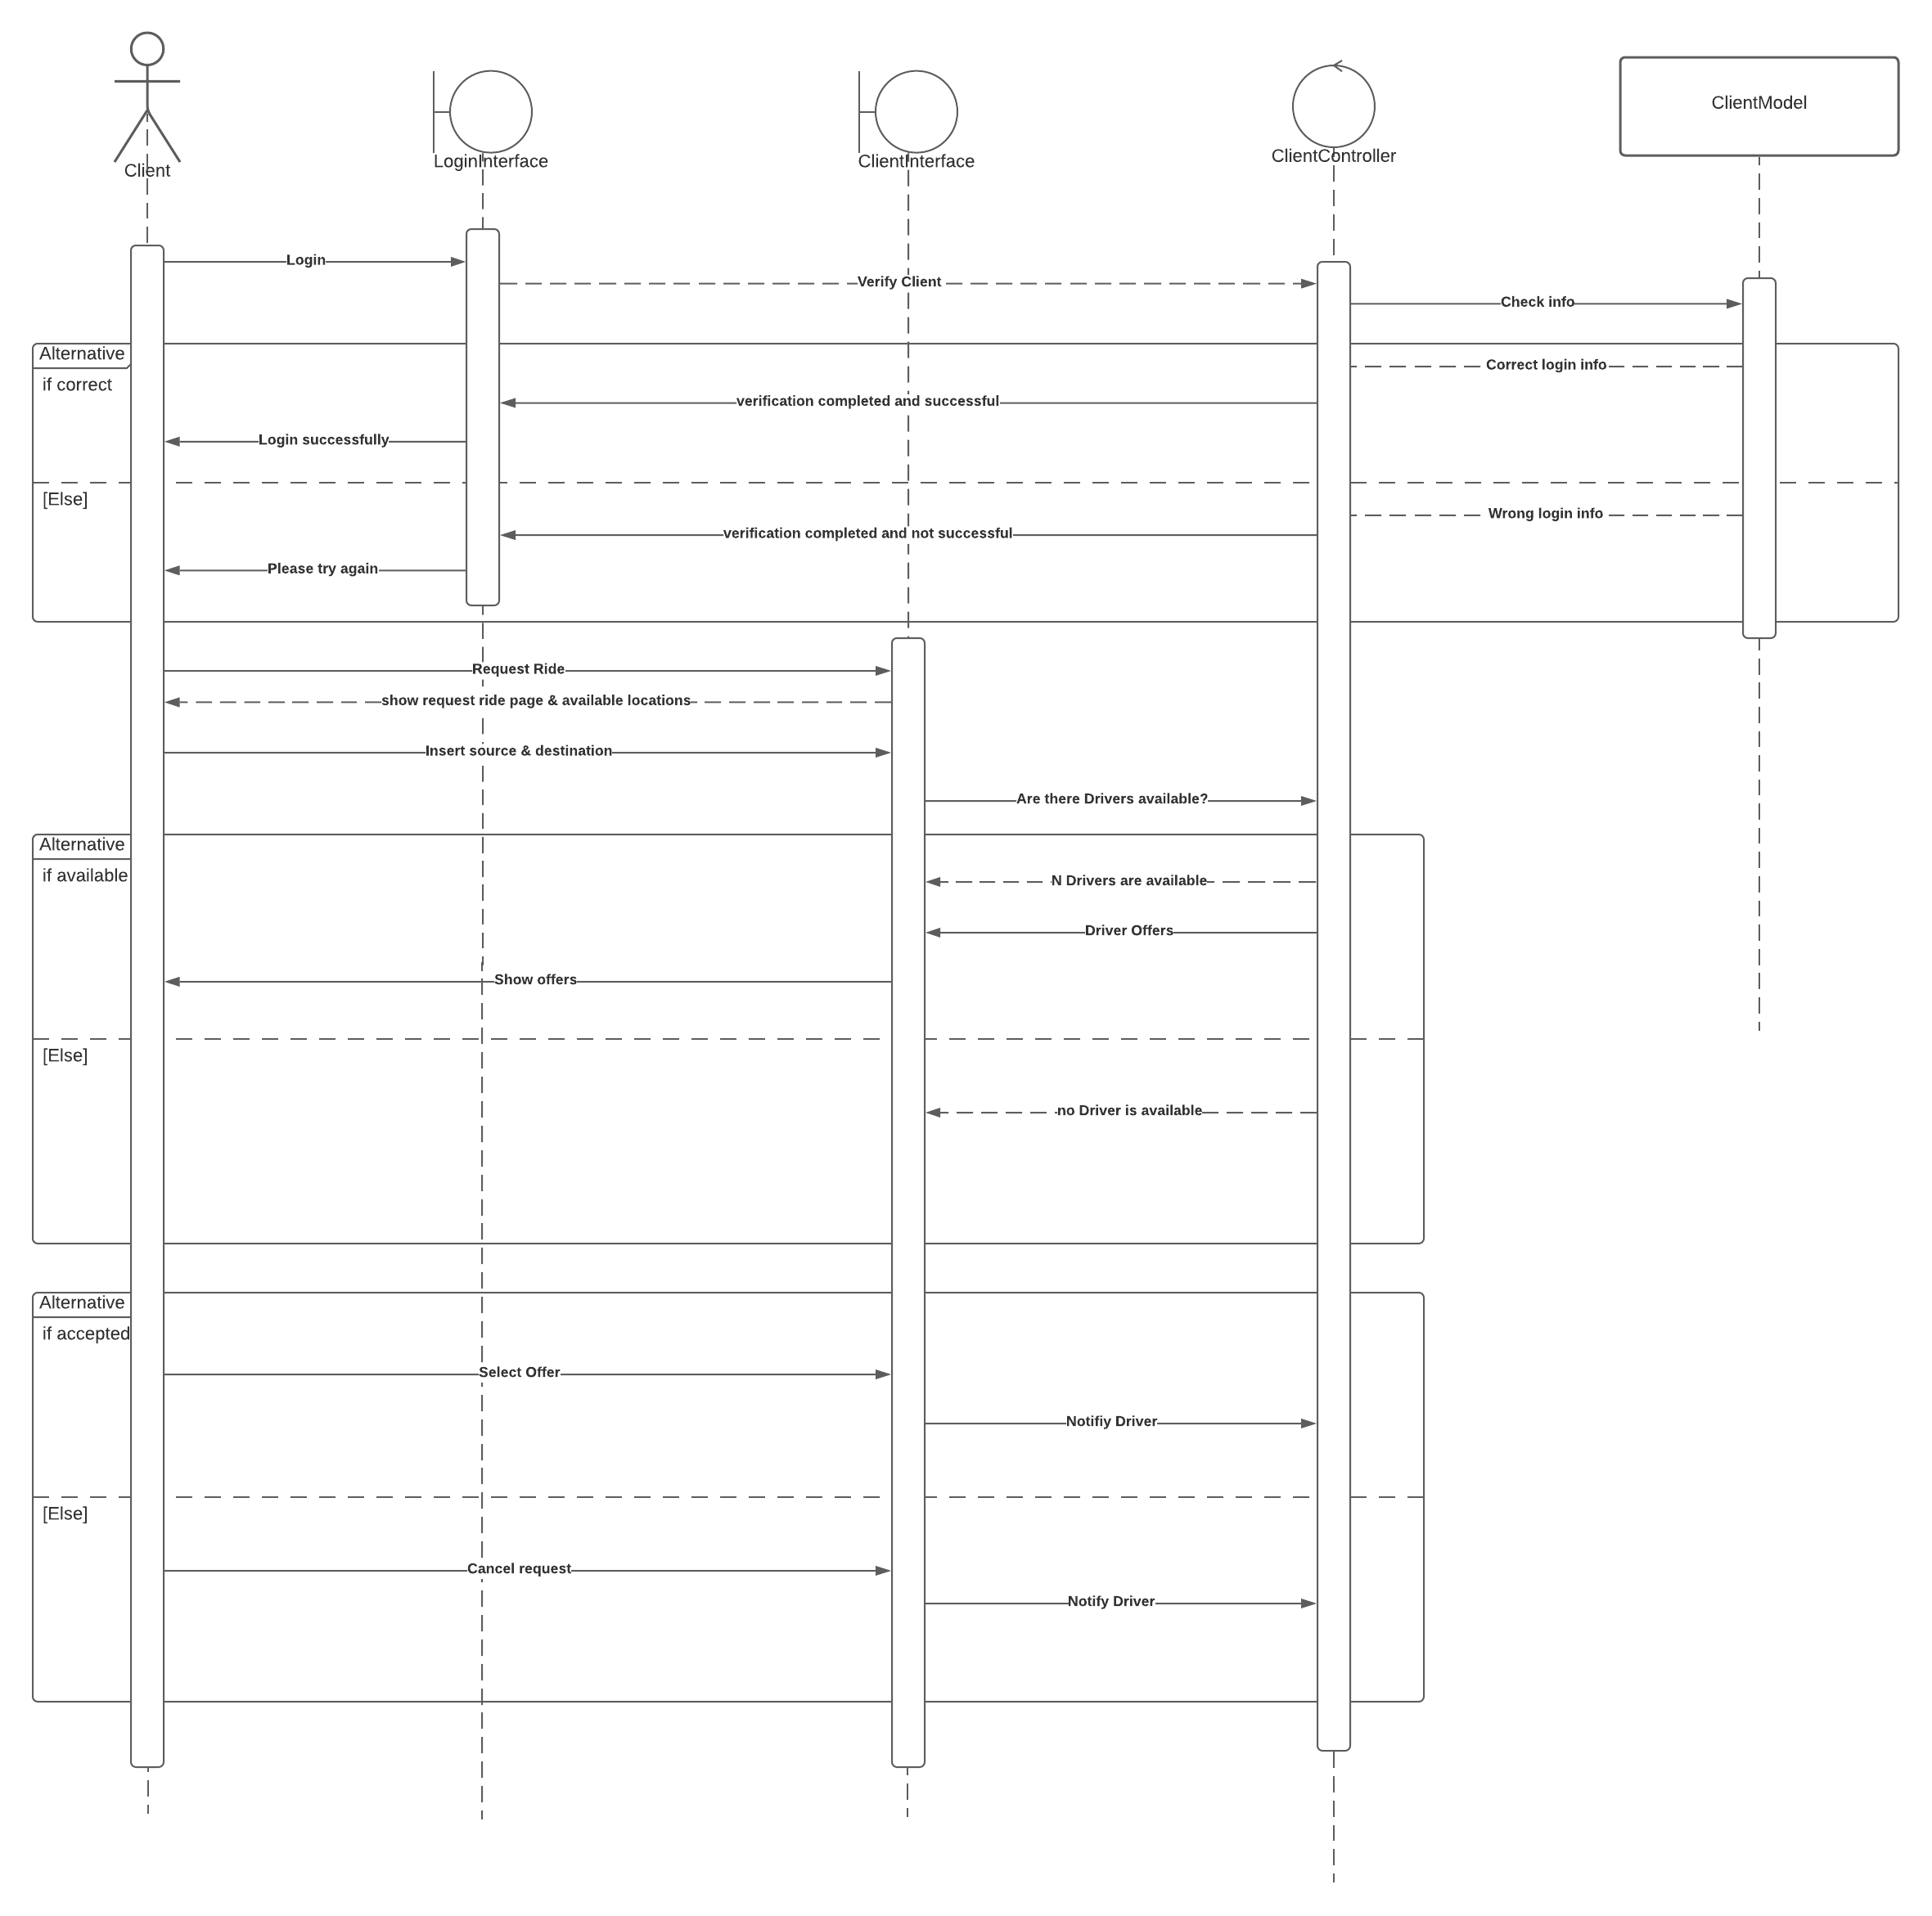 Client
LoginInterface
ClientInterface
ClientController
ClientModel
Login
Verify Client
Check info
Alternative
if correct
Correct login info
verification completed and successful
Login successfully
[Else]
Wrong login info
verification completed and not successful
Please try again
Request Ride
show request ride page & available locations
Insert source & destination
Are there Drivers available?
Alternative
if available
N Drivers are available
Driver Offers
Show offers
[Else]
no Driver is available
Alternative
if accepted
Select Offer
Notifiy Driver
[Else]
Cancel request
Notify Driver